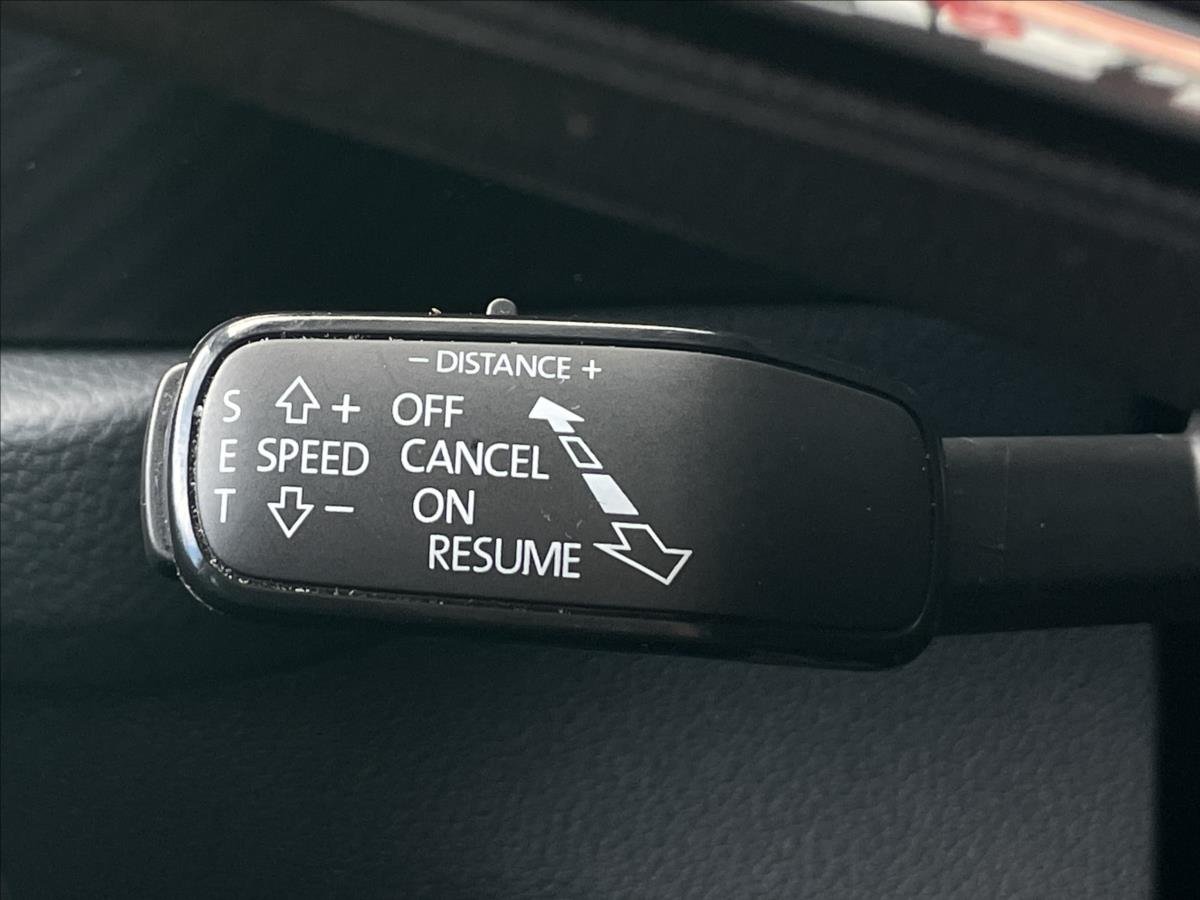 − DISTANCE +
S + OFF
E SPEED CANCEL
T − ON
RESUME